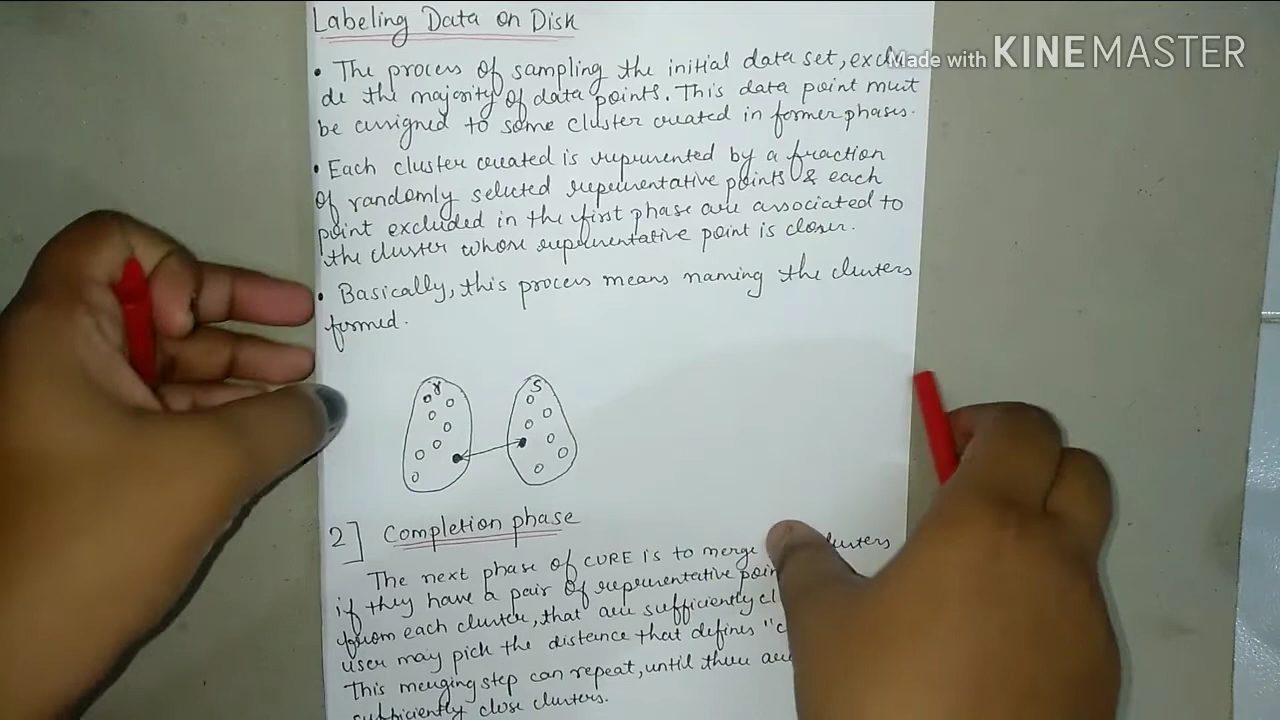 Labeling Data on Disk
Made with KINEMASTER
• The process of sampling the initial data set, exclu
de the majority of data points. This data point must
be assigned to some cluster created in former phases.
• Each cluster created is represented by a fraction
of randomly selected representative points & each
point excluded in the first phase are associated to
the cluster whose representative point is closer.
• Basically, this process means naming the clusters
formed.
r
S
2] Completion phase
The next phase of CURE is to merge clusters
if they have a pair of representative poin
from each cluster, that are sufficiently cl
user may pick the distance that defines "c
This merging step can repeat, until there are
sufficiently close clusters.